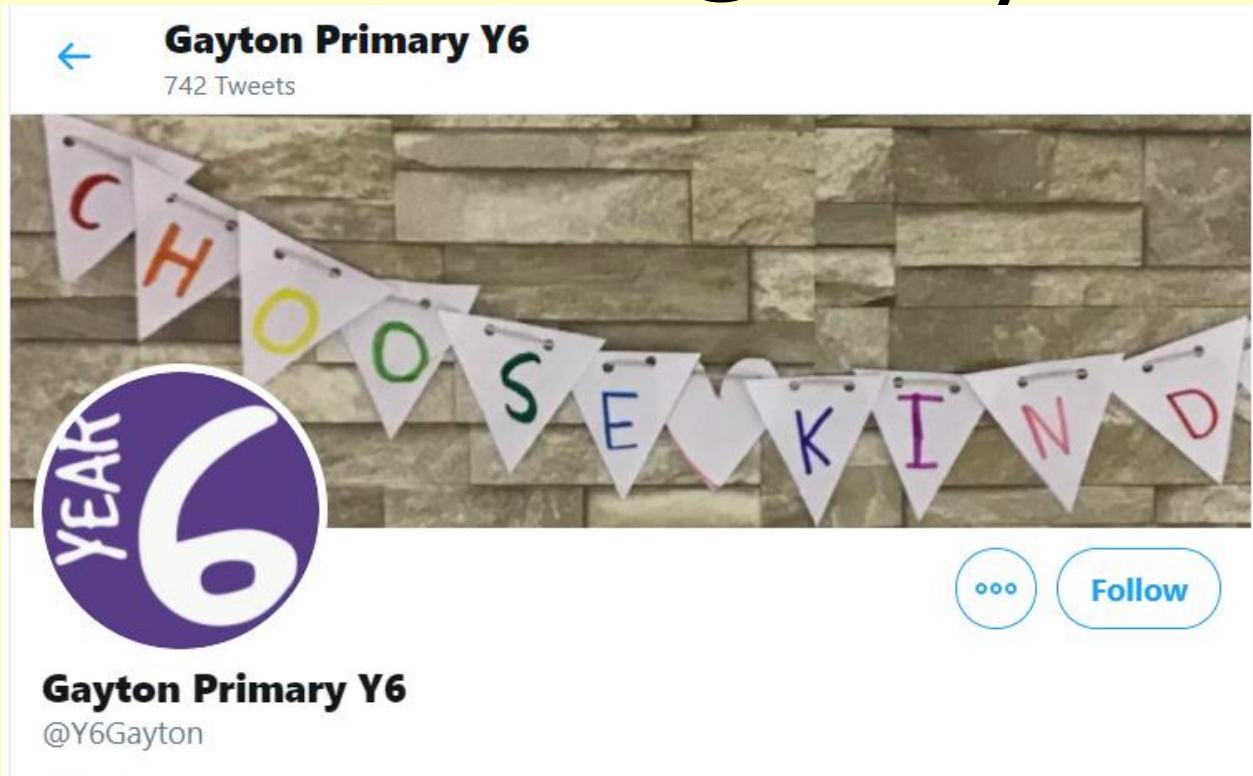 Gayton Primary Y6
742 Tweets
CHOOSE KIND
YEAR 6
Follow
Gayton Primary Y6
@Y6Gayton